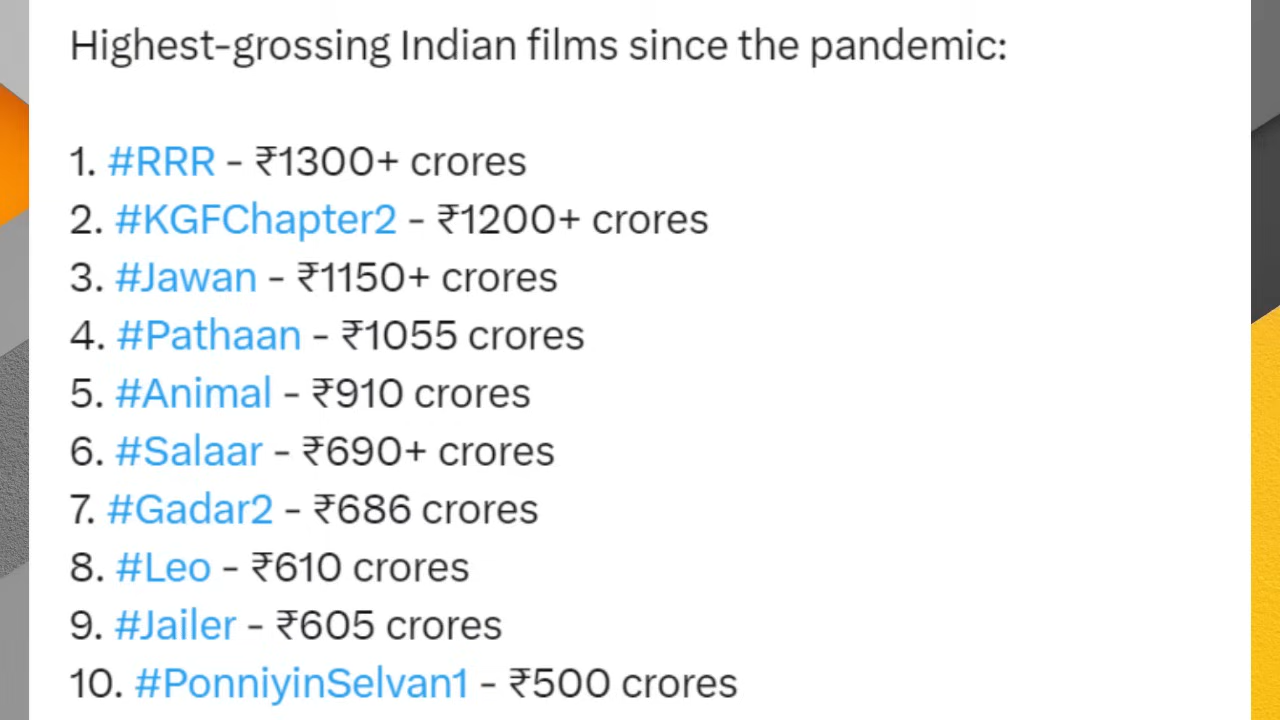 Highest-grossing Indian films since the pandemic:
1. #RRR - ₹1300+ crores
2. #KGFChapter2 - ₹1200+ crores
3. #Jawan - ₹1150+ crores
4. #Pathaan - ₹1055 crores
5. #Animal - ₹910 crores
6. #Salaar - ₹690+ crores
7. #Gadar2 - ₹686 crores
8. #Leo - ₹610 crores
9. #Jailer - ₹605 crores
10. #PonniyinSelvan1 - ₹500 crores